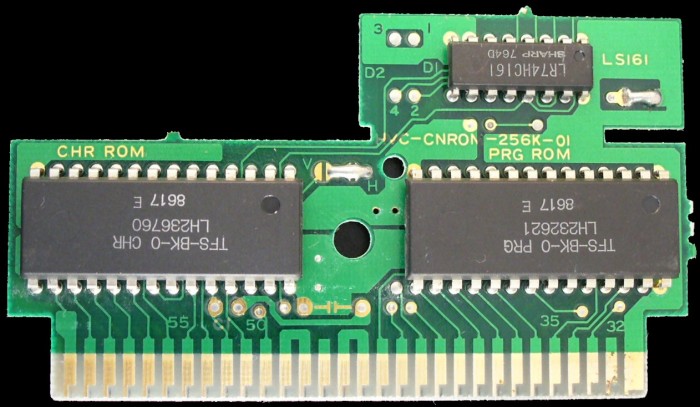 3 1
LS161
D2 D1
LR74HC161
SHARP 764D
4 2
HVC-CNROM-256K-01
CHR ROM
PRG ROM
V
H
8617 E
LH236760
TFS-BK-0 CHR
8617 E
LH232621
TFS-BK-0 PRG
55
50
35
32